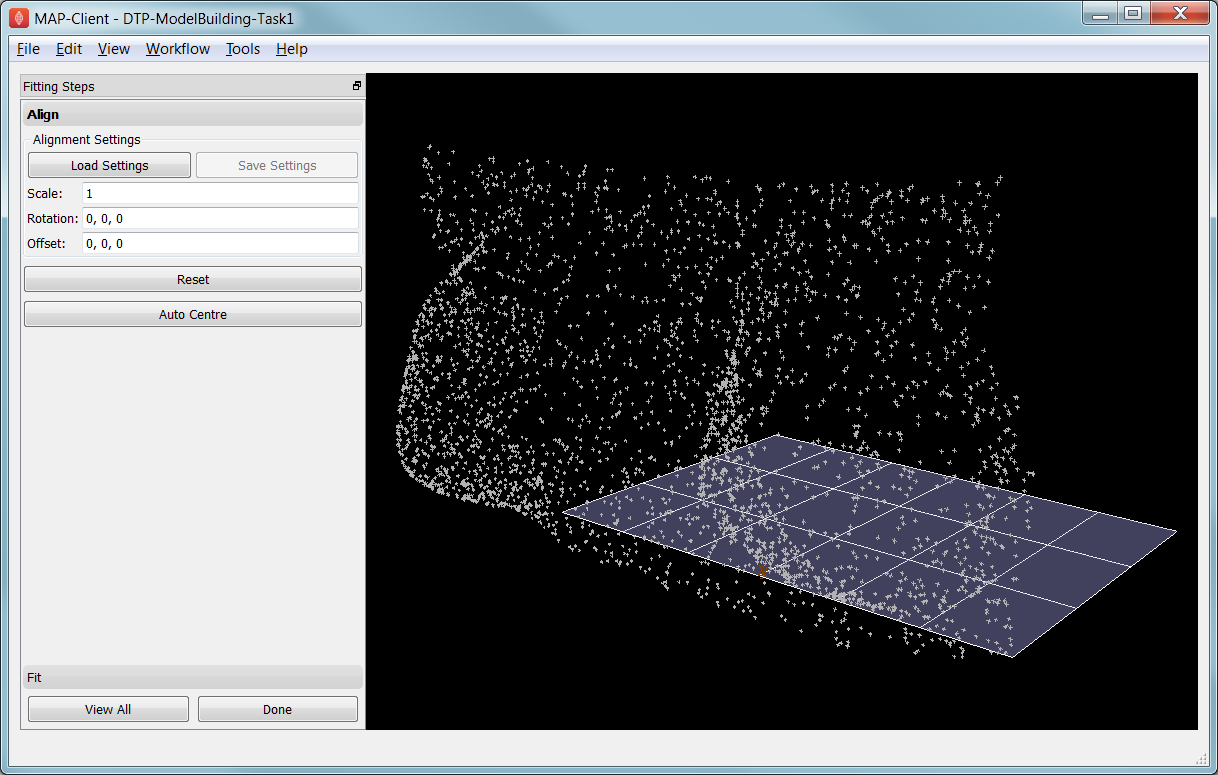 MAP-Client - DTP-ModelBuilding-Task1
File Edit View Workflow Tools Help
Fitting Steps
Align
Alignment Settings
Load Settings Save Settings
Scale: 1
Rotation: 0, 0, 0
Offset: 0, 0, 0
Reset
Auto Centre
Fit
View All Done